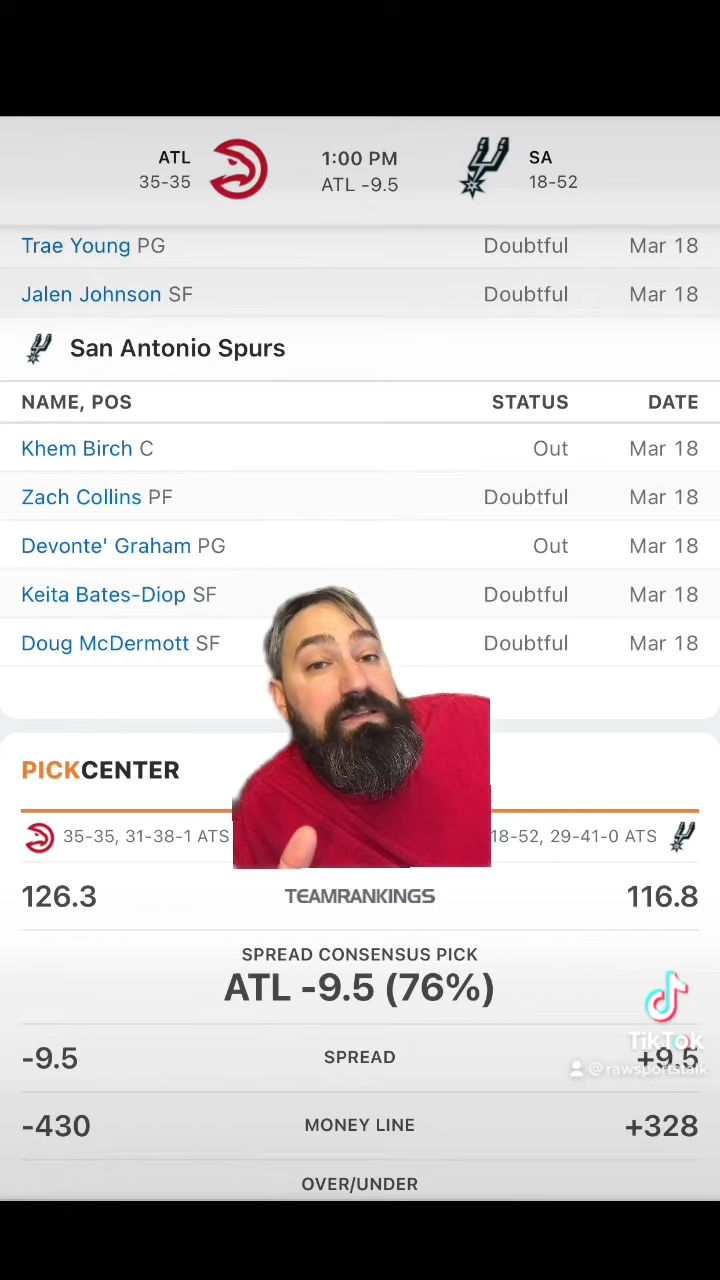 ATL 1:00 PM SA
35-35 ATL -9.5 18-52
Trae Young PG Doubtful Mar 18
Jalen Johnson SF Doubtful Mar 18
San Antonio Spurs
NAME, POS STATUS DATE
Khem Birch C Out Mar 18
Zach Collins PF Doubtful Mar 18
Devonte' Graham PG Out Mar 18
Keita Bates-Diop SF Doubtful Mar 18
Doug McDermott SF Doubtful Mar 18
PICKCENTER
35-35, 31-38-1 ATS 18-52, 29-41-0 ATS
126.3 TEAMRANKINGS 116.8
SPREAD CONSENSUS PICK
ATL -9.5 (76%)
TikTok
-9.5 SPREAD +9.5
@rawsportstalk
-430 MONEY LINE +328
OVER/UNDER